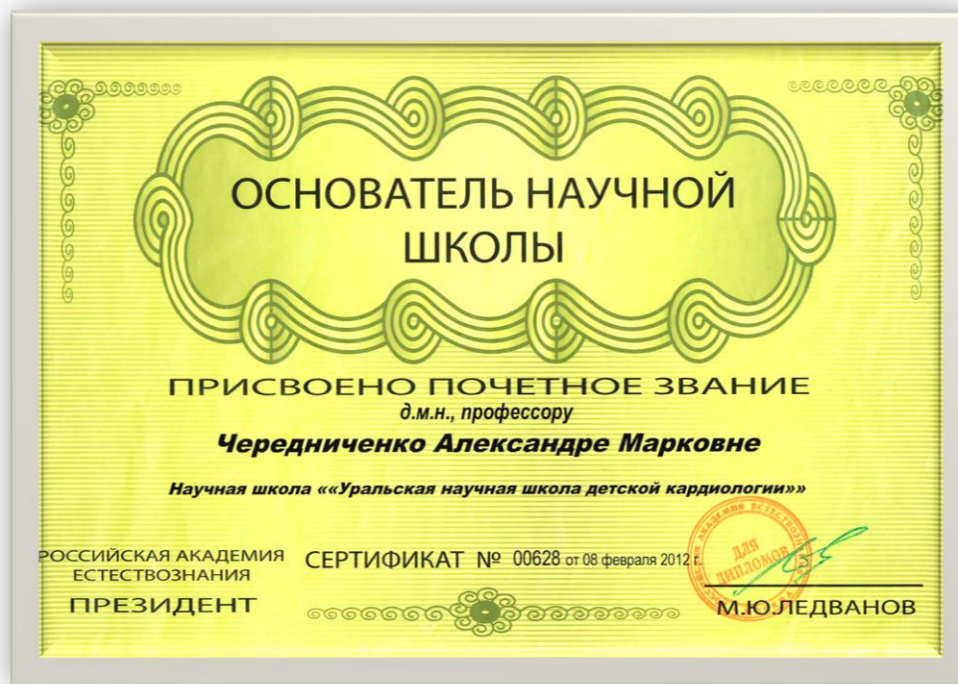 ОСНОВАТЕЛЬ НАУЧНОЙ
ШКОЛЫ
ПРИСВОЕНО ПОЧЕТНОЕ ЗВАНИЕ
д.м.н., профессору
Чередниченко Александре Марковне
Научная школа ««Уральская научная школа детской кардиологии»»
РОССИЙСКАЯ АКАДЕМИЯ
ЕСТЕСТВОЗНАНИЯ
ПРЕЗИДЕНТ
СЕРТИФИКАТ № 00628 от 08 февраля 2012 г.
ДЛЯ
ДИПЛОМОВ
М.Ю.ЛЕДВАНОВ